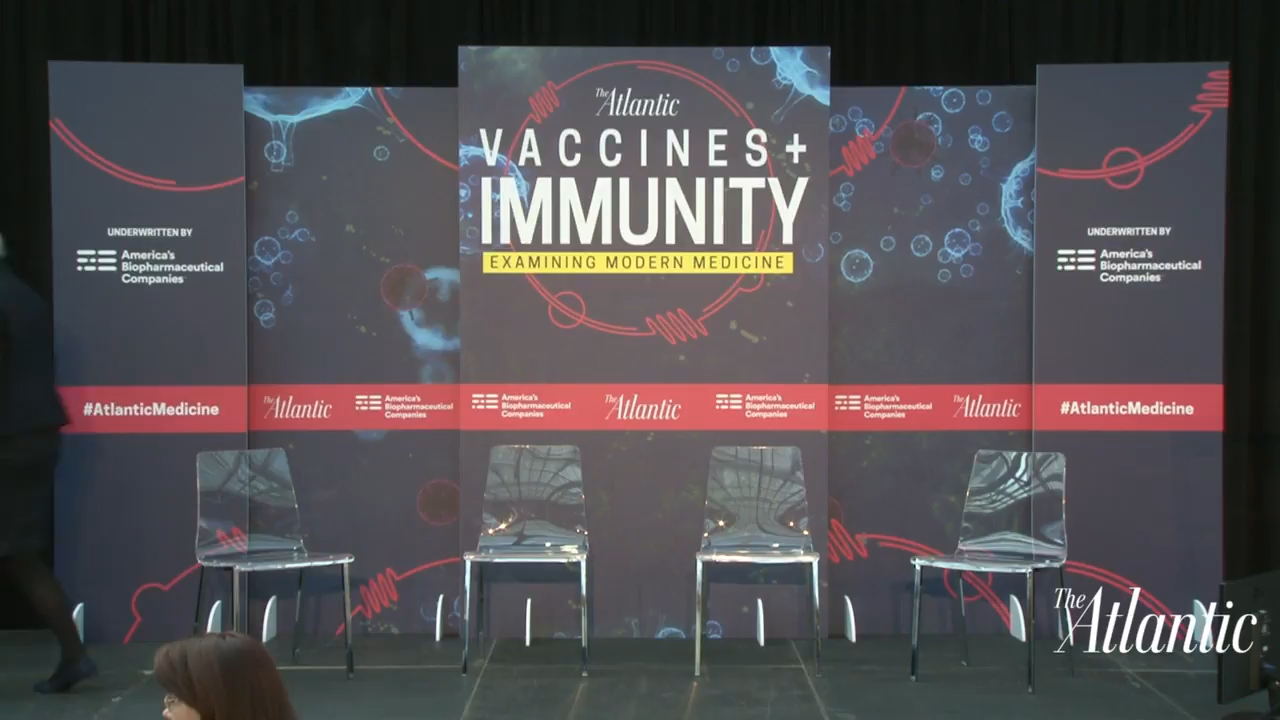 The Atlantic
VACCINES+
IMMUNITY
EXAMINING MODERN MEDICINE
UNDERWRITTEN BY
America's
Biopharmaceutical
Companies
UNDERWRITTEN BY
America's
Biopharmaceutical
Companies
#AtlanticMedicine
The Atlantic
America's
Biopharmaceutical
Companies
America's
Biopharmaceutical
Companies
The Atlantic
America's
Biopharmaceutical
Companies
America's
Biopharmaceutical
Companies
The Atlantic
#AtlanticMedicine
The Atlantic